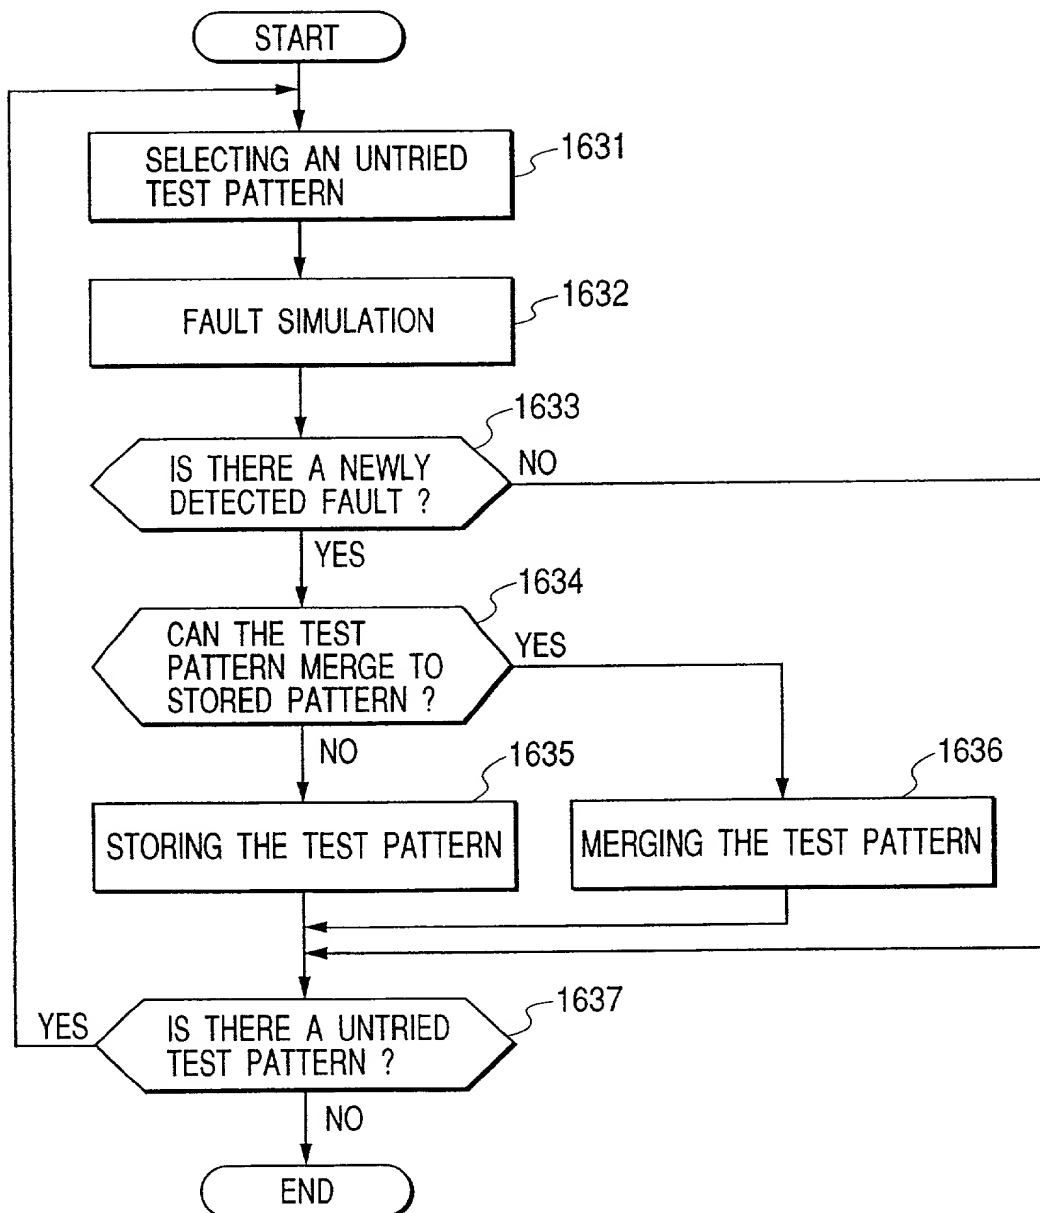 START
SELECTING AN UNTRIED
TEST PATTERN
1631
FAULT SIMULATION
1632
1633
IS THERE A NEWLY
DETECTED FAULT ?
NO
YES
1634
CAN THE TEST
PATTERN MERGE TO
STORED PATTERN ?
YES
NO
1635
STORING THE TEST PATTERN
1636
MERGING THE TEST PATTERN
1637
YES
IS THERE A UNTRIED
TEST PATTERN ?
NO
END